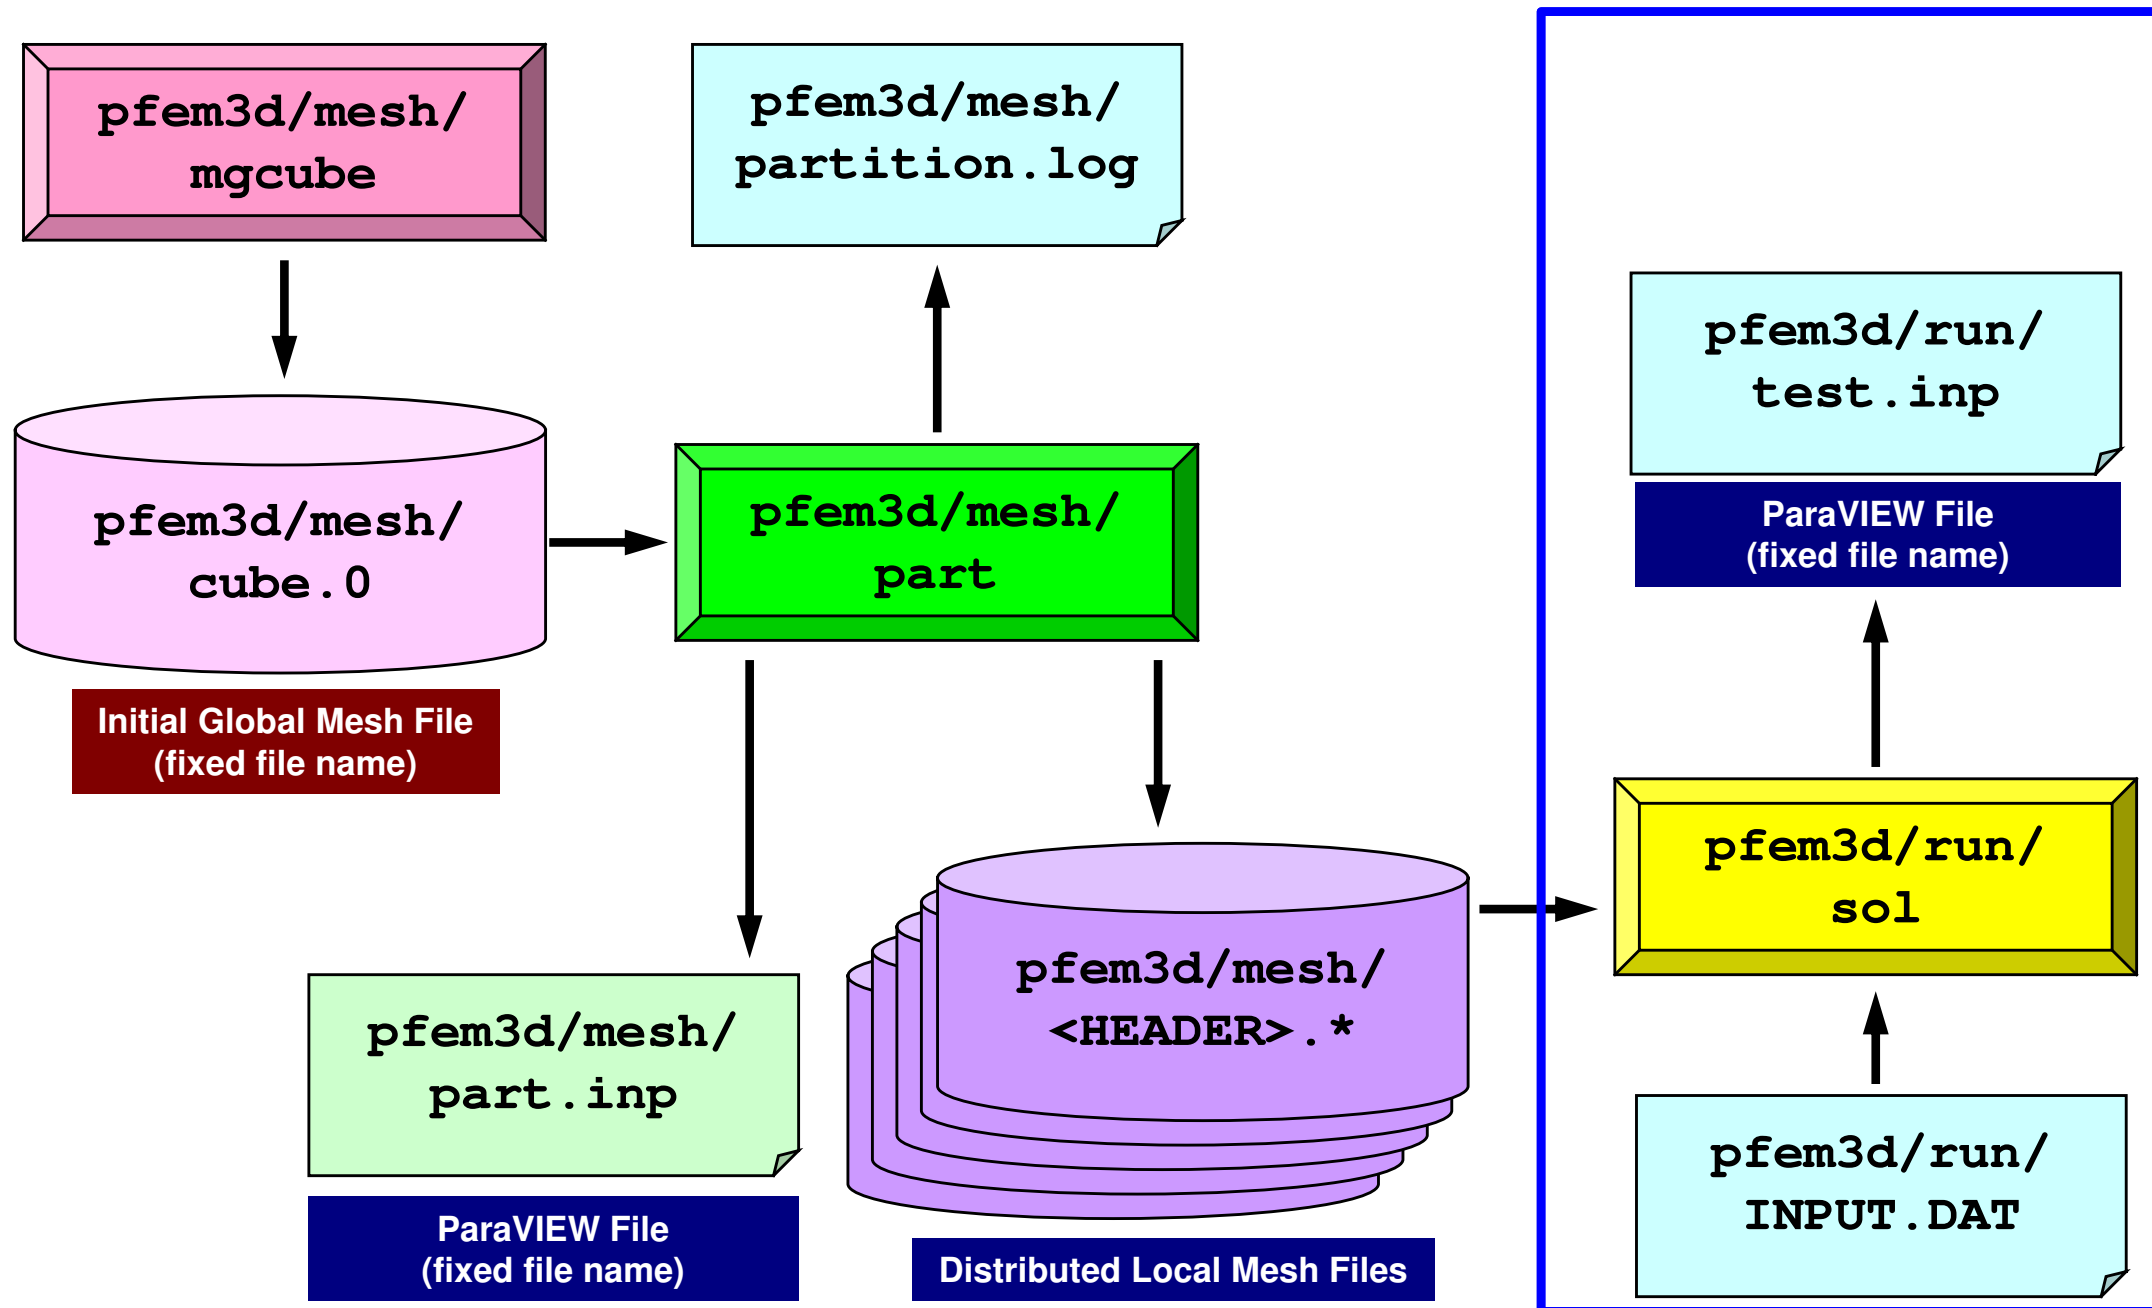 pfem3d/mesh/
mgcube
pfem3d/mesh/
partition.log
pfem3d/run/
test.inp
ParaVIEW File
(fixed file name)
pfem3d/mesh/
cube.0
Initial Global Mesh File
(fixed file name)
pfem3d/mesh/
part
pfem3d/run/
sol
pfem3d/mesh/
part.inp
ParaVIEW File
(fixed file name)
pfem3d/mesh/
<HEADER>.*
Distributed Local Mesh Files
pfem3d/run/
INPUT.DAT